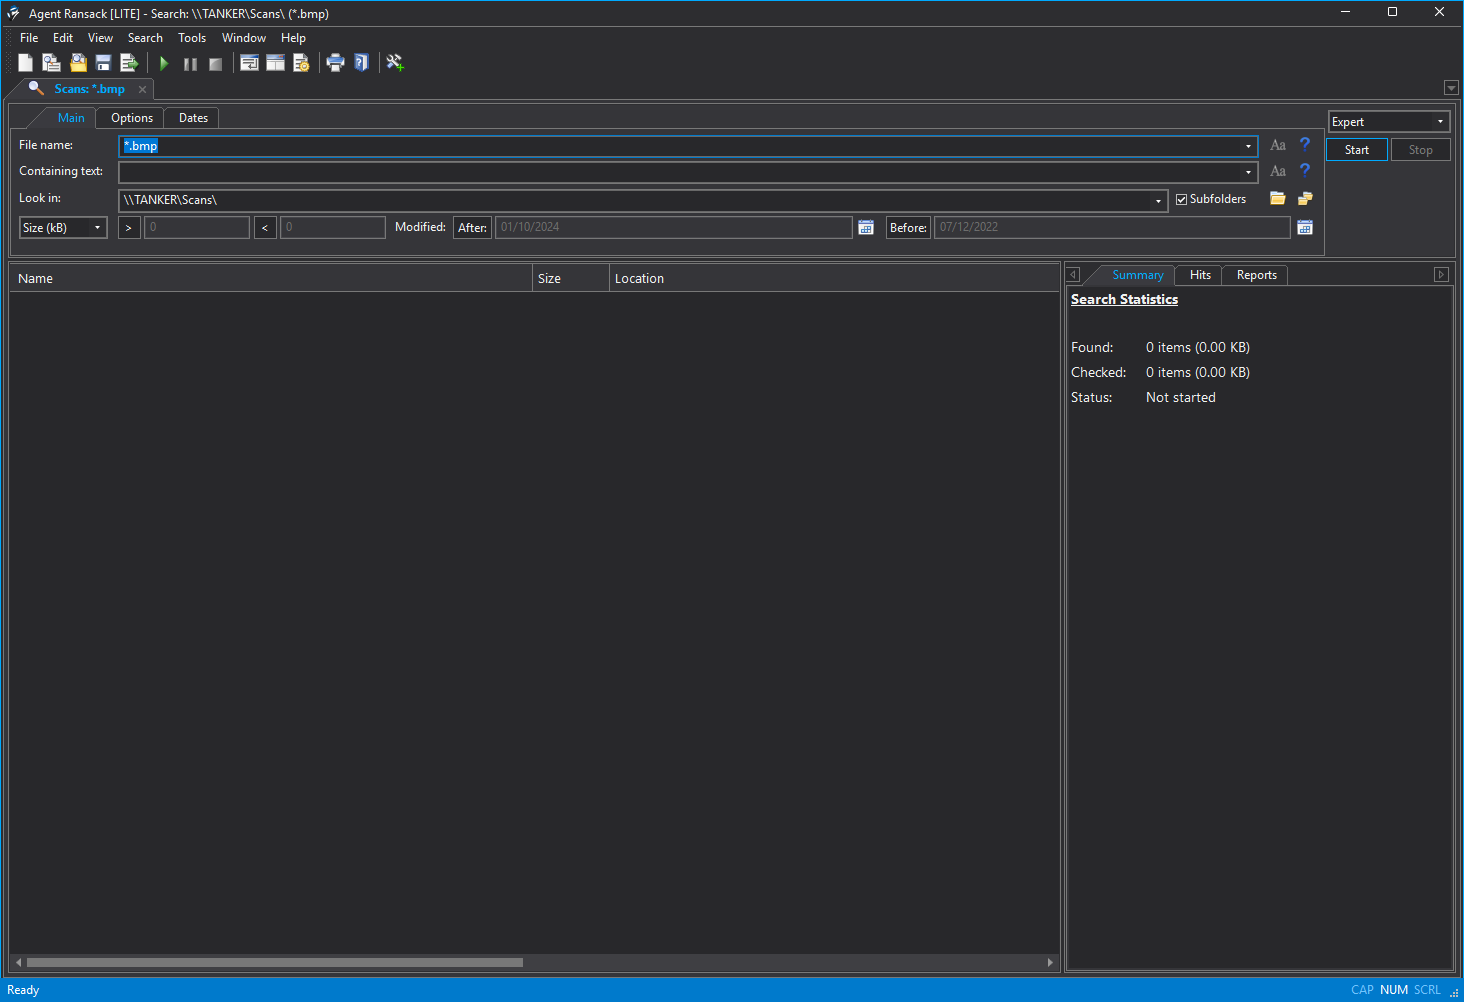 Agent Ransack [LITE] - Search: \\TANKER\Scans\ (*.bmp)
File Edit View Search Tools Window Help
Scans: *.bmp
Main Options Dates
Expert
File name: *.bmp Aa ?
Start Stop
Containing text: Aa ?
Look in: \\TANKER\Scans\ Subfolders
Size (kB) > 0 < 0 Modified: After: 01/10/2024 Before: 07/12/2022
Name Size Location
Summary Hits Reports
Search Statistics
Found: 0 items (0.00 KB)
Checked: 0 items (0.00 KB)
Status: Not started
Ready CAP NUM SCRL